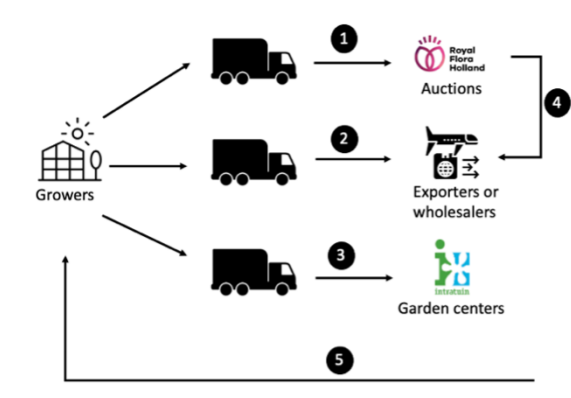 1
Royal
Flora
Holland
Auctions
4
2
Growers
Exporters or
wholesalers
3
intratuin
Garden centers
5